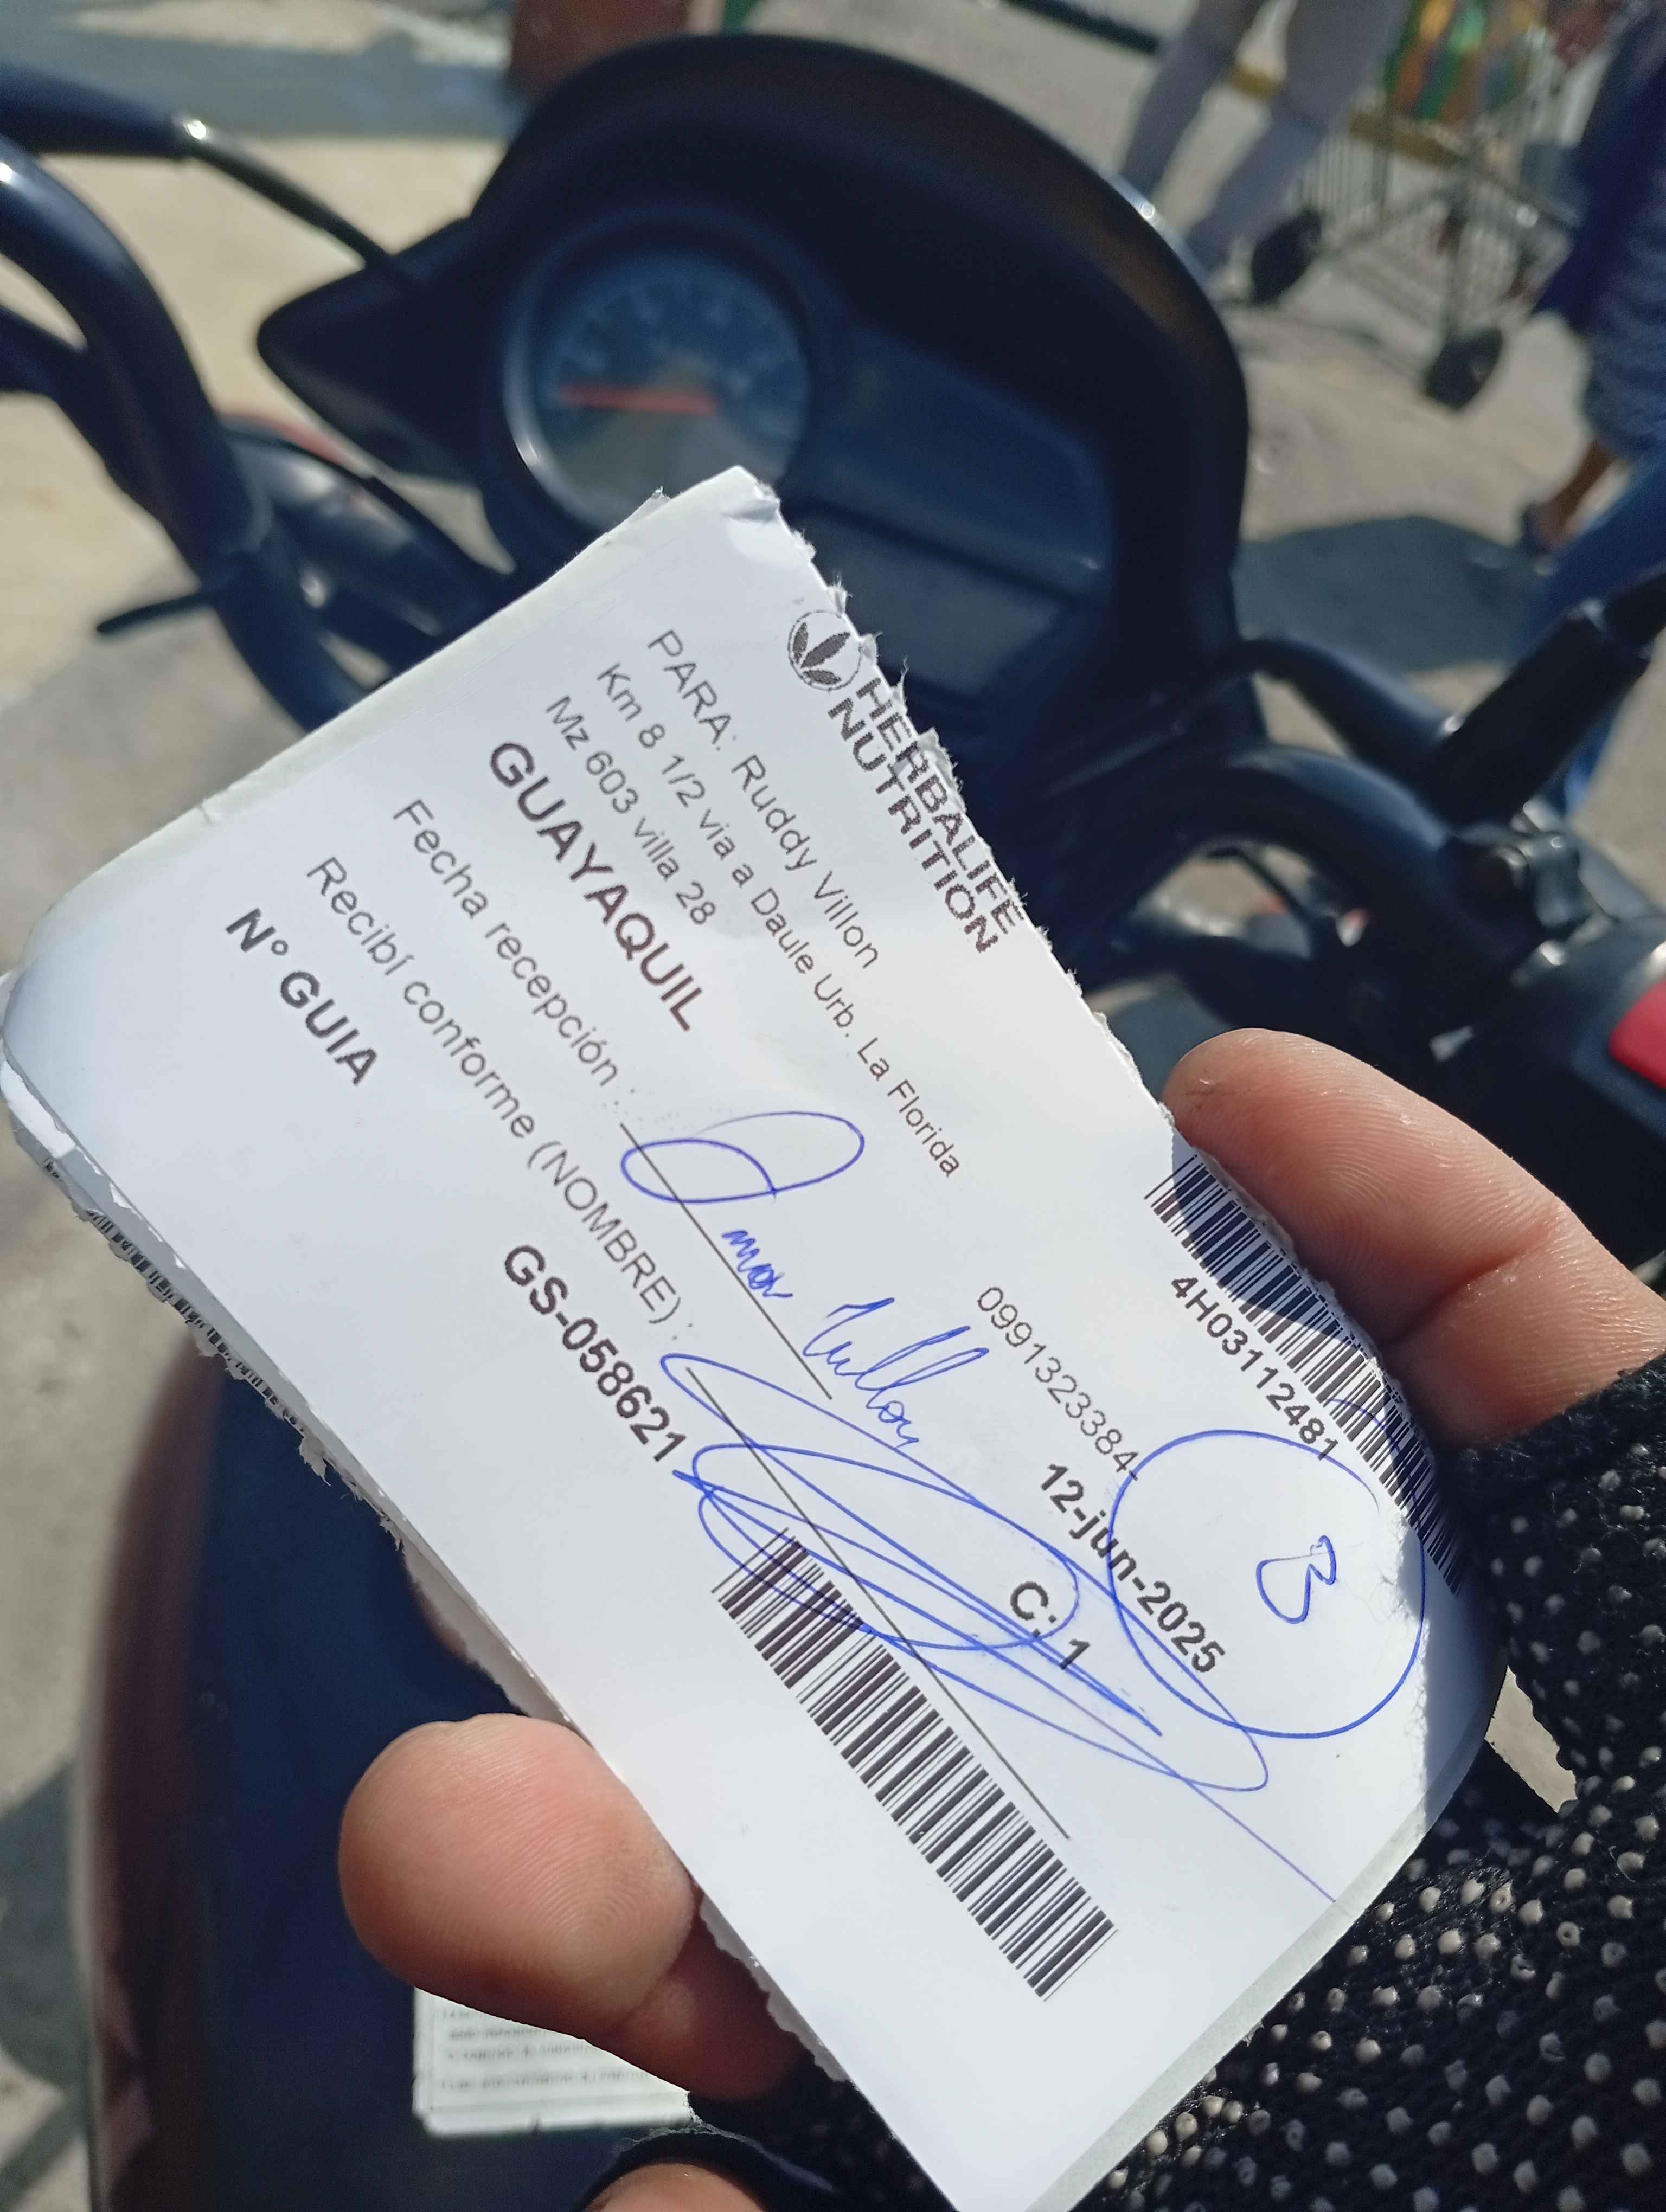 HERBALIFE
NUTRITION
4H03112481
B
PARA: Ruddy Villon
Km 8 1/2 via a Daule Urb. La Florida
Mz 603 villa 28
0991323384
12-jun-2025
GUAYAQUIL
C: 1
Fecha recepción :
Recibí conforme (NOMBRE) :
N° GUIA
GS-058621